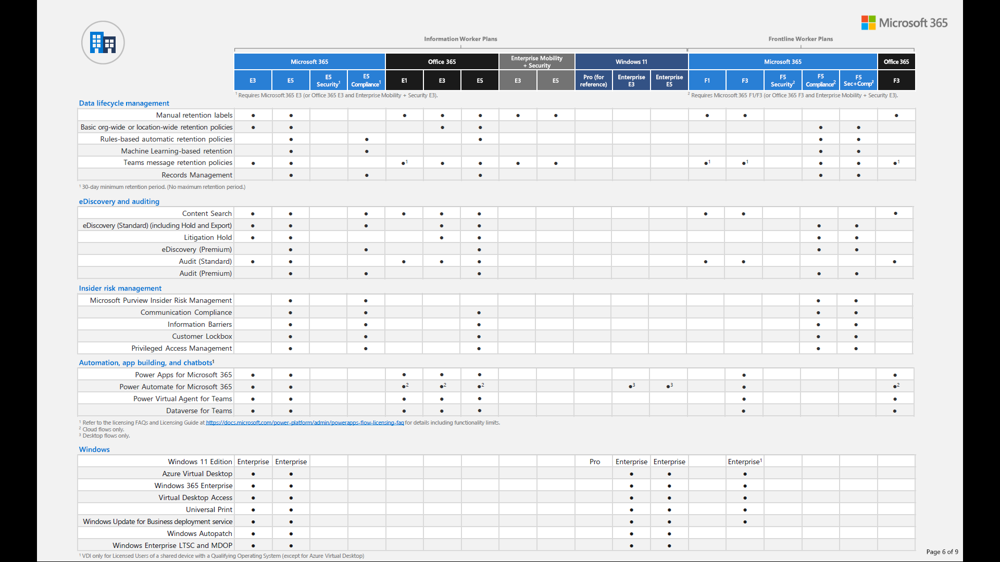 Microsoft 365
Information Worker Plans
Frontline Worker Plans
Microsoft 365 Office 365 Enterprise Mobility + Security Windows 11 Microsoft 365 Office 365
E3 E5 E5 Security¹ E5 Compliance¹ E1 E3 E5 E3 E5 Pro (for reference) Enterprise E3 Enterprise E5 F1 F3 F5 Security² F5 Compliance² F5 Sec+Comp² F3
¹ Requires Microsoft 365 E3 (or Office 365 E3 and Enterprise Mobility + Security E3).
² Requires Microsoft 365 F1/F3 (or Office 365 F3 and Enterprise Mobility + Security E3).
Data lifecycle management
Manual retention labels ● ● ● ● ● ● ● ● ● ●
Basic org-wide or location-wide retention policies ● ● ● ● ● ●
Rules-based automatic retention policies ● ● ● ● ●
Machine Learning-based retention ● ● ● ●
Teams message retention policies ● ● ●¹ ● ● ● ● ●¹ ●¹ ● ● ●¹
Records Management ● ● ● ● ●
¹ 30-day minimum retention period. (No maximum retention period.)
eDiscovery and auditing
Content Search ● ● ● ● ● ● ● ● ●
eDiscovery (Standard) (including Hold and Export) ● ● ● ● ● ● ●
Litigation Hold ● ● ● ● ● ●
eDiscovery (Premium) ● ● ● ● ●
Audit (Standard) ● ● ● ● ● ● ● ●
Audit (Premium) ● ● ● ● ●
Insider risk management
Microsoft Purview Insider Risk Management ● ● ● ●
Communication Compliance ● ● ● ● ●
Information Barriers ● ● ● ● ●
Customer Lockbox ● ● ● ● ●
Privileged Access Management ● ● ● ● ●
Automation, app building, and chatbots¹
Power Apps for Microsoft 365 ● ● ● ● ● ● ●
Power Automate for Microsoft 365 ● ● ●² ●² ●² ●³ ●³ ● ●²
Power Virtual Agent for Teams ● ● ● ● ● ● ●
Dataverse for Teams ● ● ● ● ● ● ●
¹ Refer to the licensing FAQs and Licensing Guide at https://docs.microsoft.com/power-platform/admin/powerapps-flow-licensing-faq for details including functionality limits.
² Cloud flows only.
³ Desktop flows only.
Windows
Windows 11 Edition Enterprise Enterprise Pro Enterprise Enterprise Enterprise¹
Azure Virtual Desktop ● ● ● ● ●
Windows 365 Enterprise ● ● ● ● ●
Virtual Desktop Access ● ● ● ● ●
Universal Print ● ● ● ● ●
Windows Update for Business deployment service ● ● ● ● ●
Windows Autopatch ● ● ● ●
Windows Enterprise LTSC and MDOP ● ● ● ●
¹ VDI only for Licensed Users of a shared device with a Qualifying Operating System (except for Azure Virtual Desktop)
Page 6 of 9